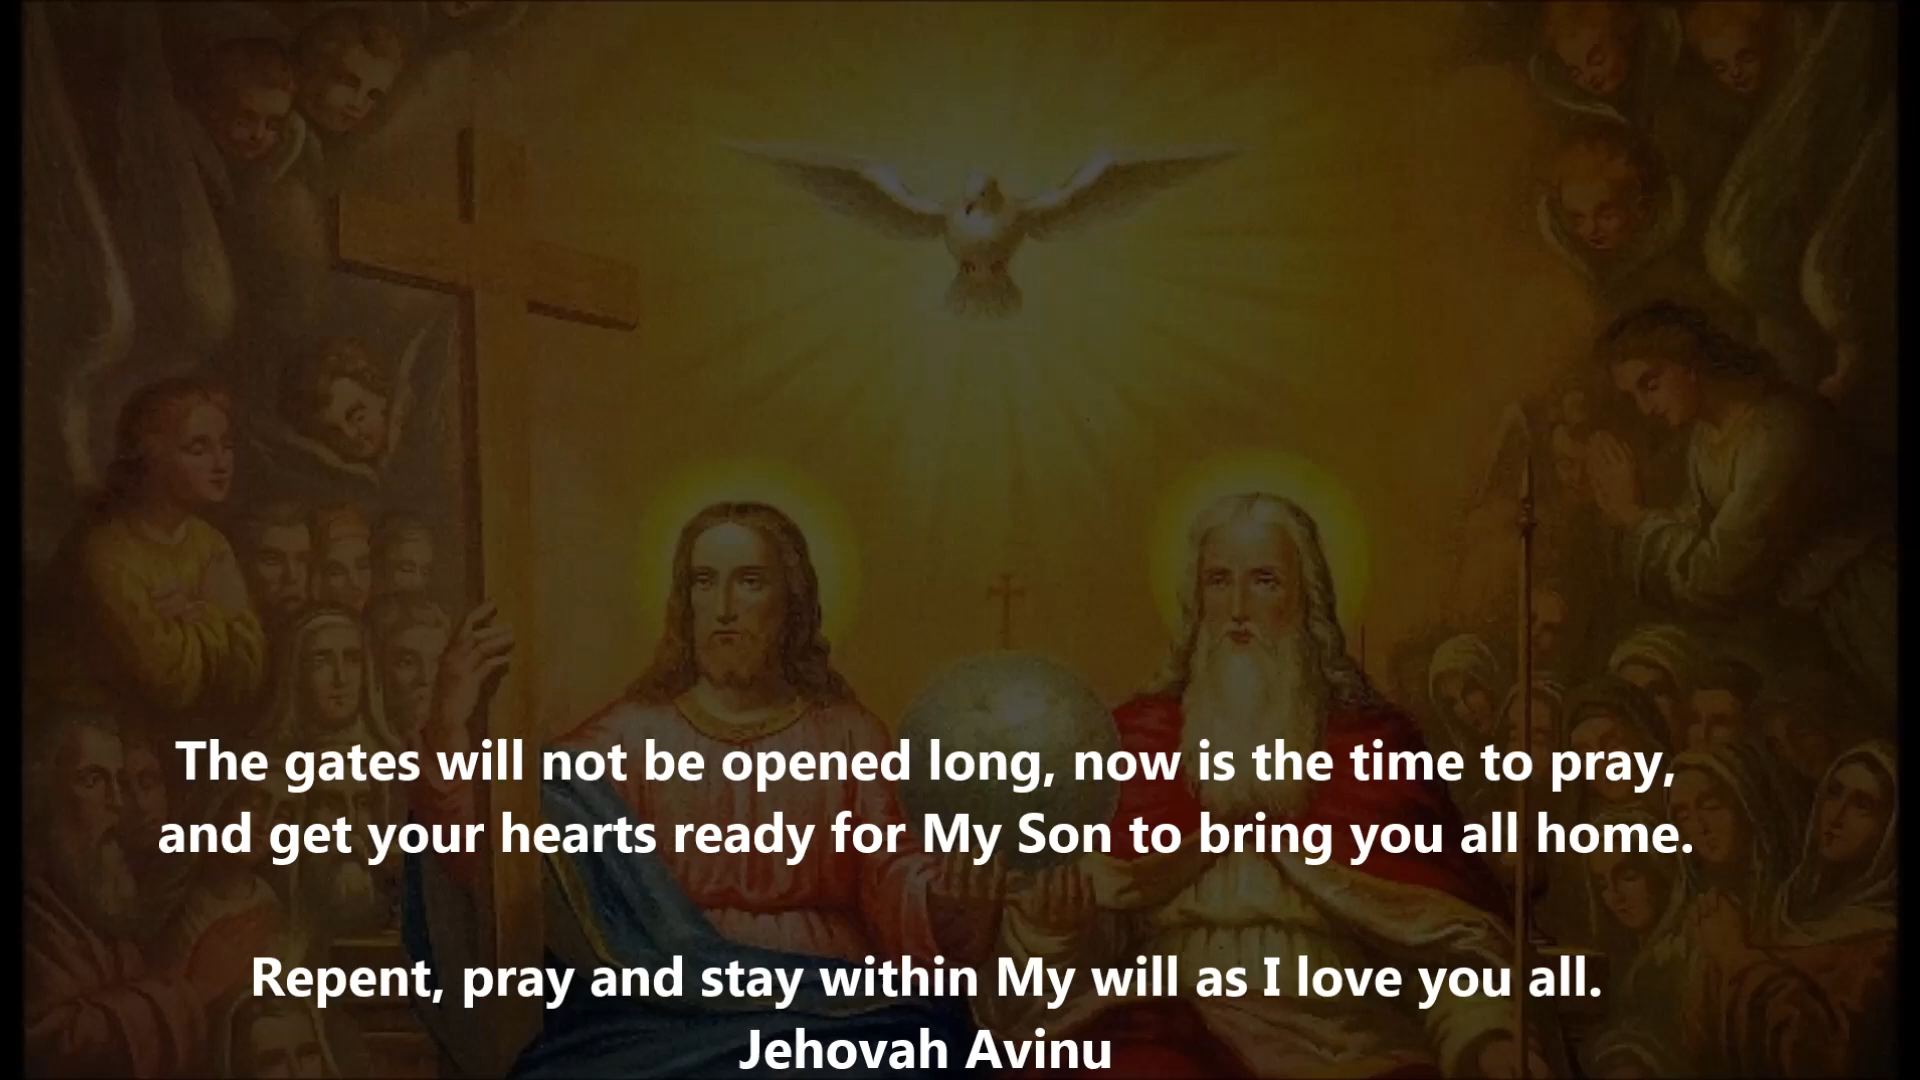 The gates will not be opened long, now is the time to pray,
and get your hearts ready for My Son to bring you all home.
Repent, pray and stay within My will as I love you all.
Jehovah Avinu